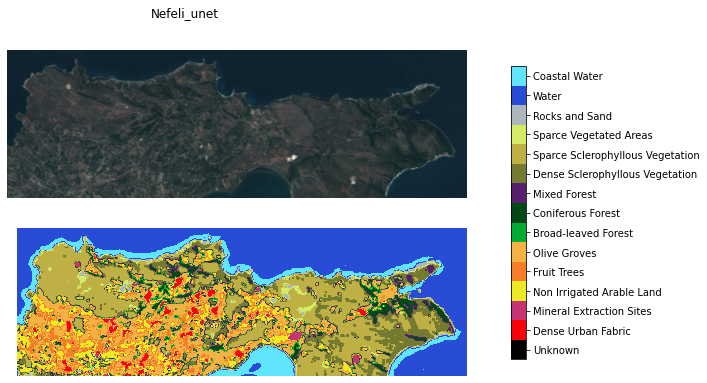 Nefeli_unet
Coastal Water
Water
Rocks and Sand
Sparce Vegetated Areas
Sparce Sclerophyllous Vegetation
Dense Sclerophyllous Vegetation
Mixed Forest
Coniferous Forest
Broad-leaved Forest
Olive Groves
Fruit Trees
Non Irrigated Arable Land
Mineral Extraction Sites
Dense Urban Fabric
Unknown